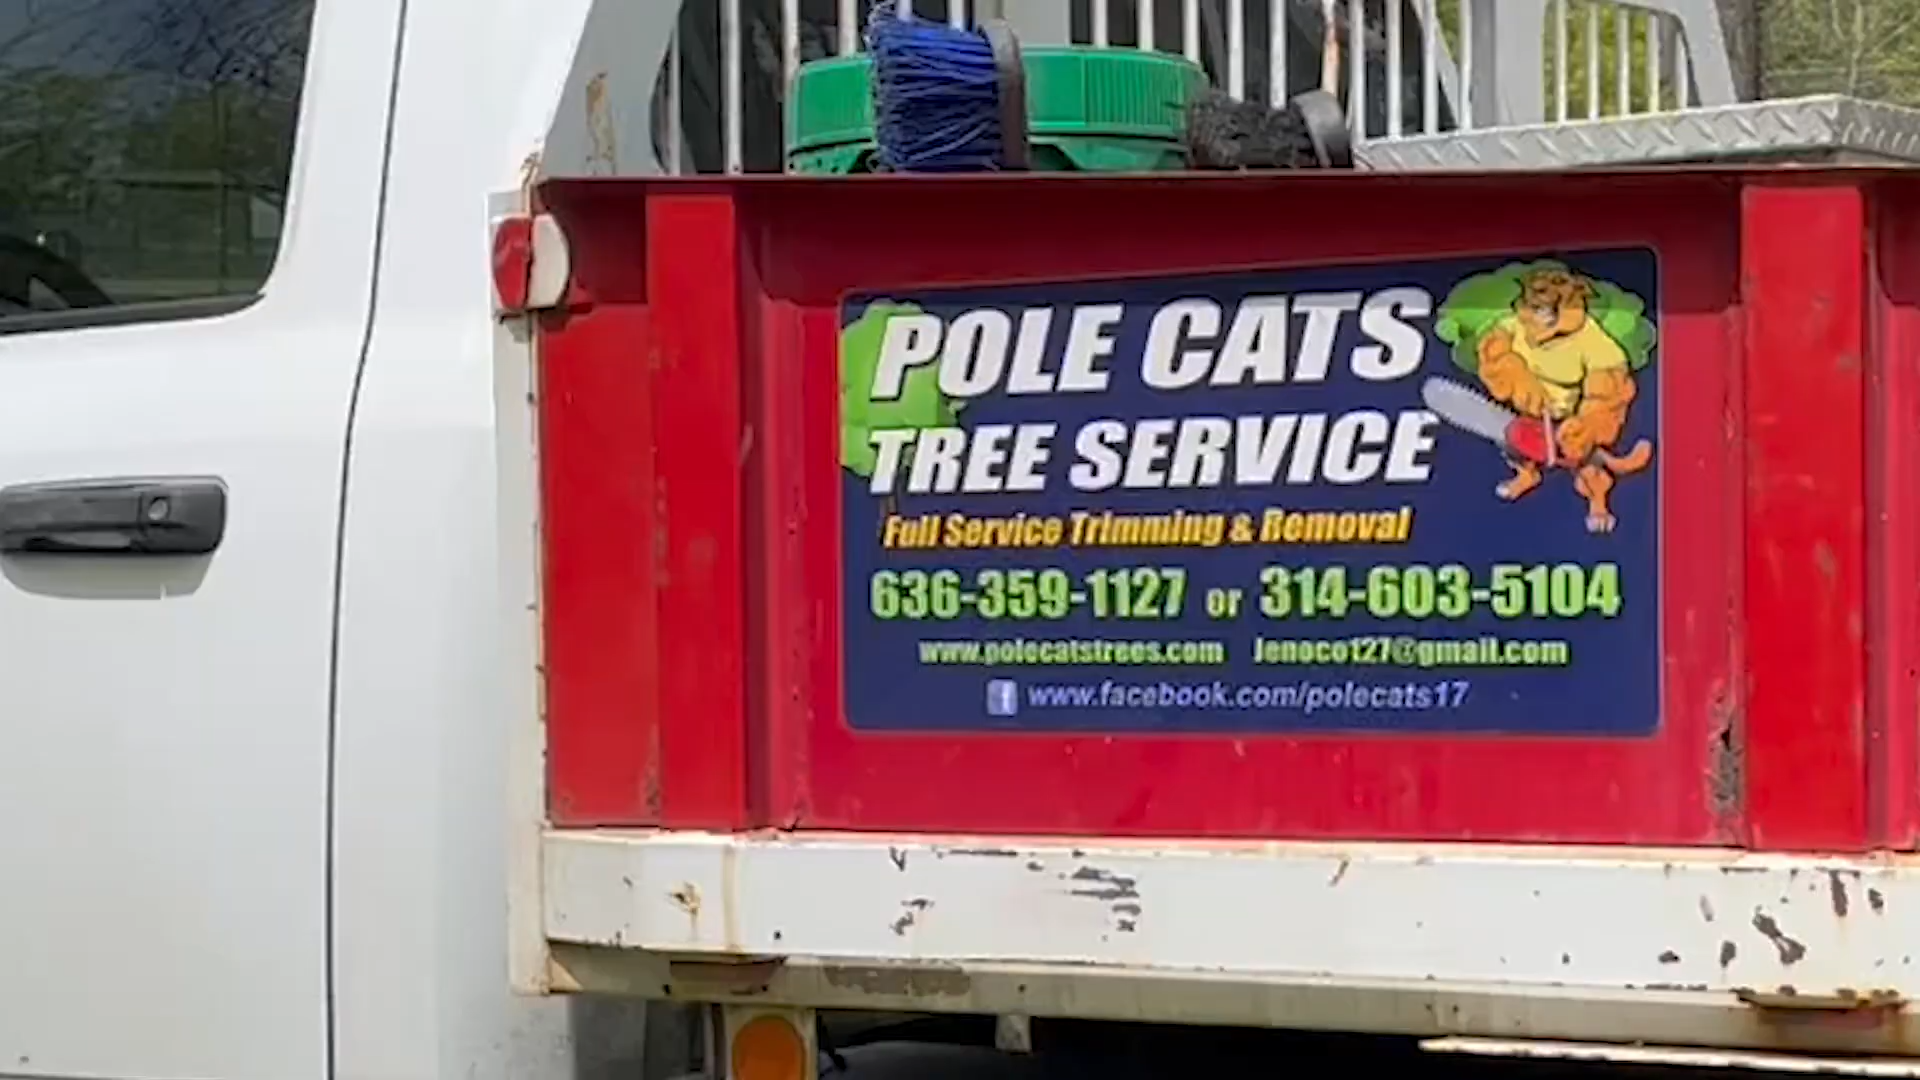 POLE CATS
TREE SERVICE
Full Service Trimming & Removal
636-359-1127 or 314-603-5104
www.polecatstrees.com Jenoco127@gmail.com
f www.facebook.com/polecats17